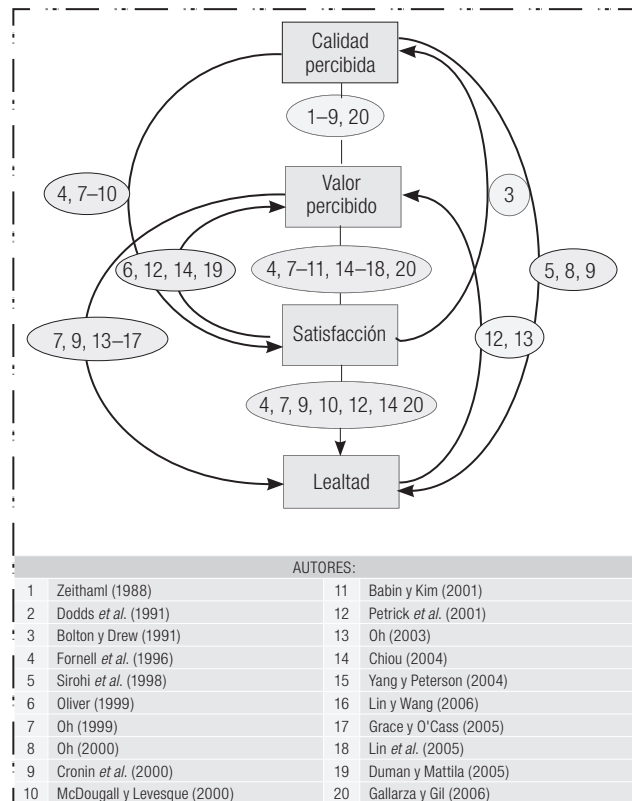 Calidad
percibida
1–9, 20
4, 7–10
Valor
percibido
3
6, 12, 14, 19
4, 7–11, 14–18, 20
5, 8, 9
7, 9, 13–17
Satisfacción
12, 13
4, 7, 9, 10, 12, 14 20
Lealtad
AUTORES:
1 Zeithaml (1988) 11 Babin y Kim (2001)
2 Dodds et al. (1991) 12 Petrick et al. (2001)
3 Bolton y Drew (1991) 13 Oh (2003)
4 Fornell et al. (1996) 14 Chiou (2004)
5 Sirohi et al. (1998) 15 Yang y Peterson (2004)
6 Oliver (1999) 16 Lin y Wang (2006)
7 Oh (1999) 17 Grace y O'Cass (2005)
8 Oh (2000) 18 Lin et al. (2005)
9 Cronin et al. (2000) 19 Duman y Mattila (2005)
10 McDougall y Levesque (2000) 20 Gallarza y Gil (2006)